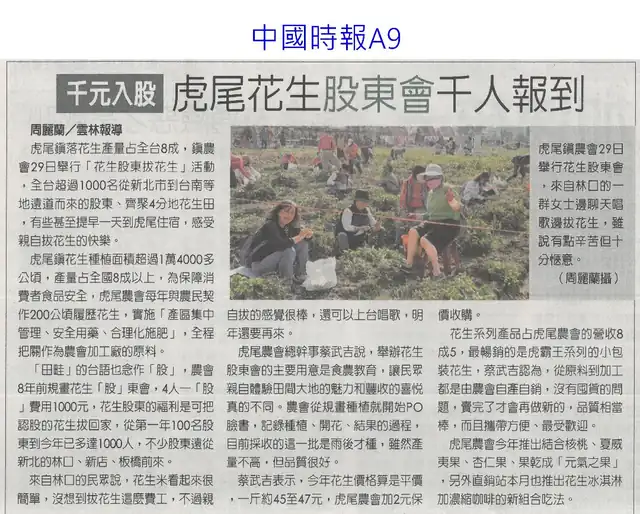 中國時報A9
千元入股 虎尾花生股東會千人報到
周麗蘭／雲林報導
虎尾鎮落花生產量占全台8成，鎮農
會29日舉行「花生股東拔花生」活動
，全台超過1000名從新北市到台南等
地遠道而來的股東、齊聚4分地花生田
，有些甚至提早一天到虎尾住宿，感受
親自拔花生的快樂。
虎尾鎮花生種植面積超過1萬4000多
公頃，產量占全國8成以上，為保障消
費者食品安全，虎尾農會每年與農民契
作200公頃履歷花生，實施「產區集中
管理、安全用藥、合理化施肥」，全程
把關作為農會加工廠的原料。
「田畦」的台語也念作「股」，農會
8年前規畫花生「股」東會，4人一「股
」費用1000元，花生股東的福利是可把
認股的花生拔回家，從第一年100名股
東到今年已多達1000人，不少股東遠從
新北的林口、新店、板橋前來。
來自林口的民眾說，花生米看起來很
簡單，沒想到拔花生這麼費工，不過親
自拔的感覺很棒，還可以上台唱歌，明
年還要再來。
虎尾農會總幹事蔡武吉說，舉辦花生
股東會的主要用意是食農教育，讓民眾
親自體驗田間大地的魅力和豐收的喜悅
真的不同。農會從規畫種植就開始PO
臉書，記錄種植、開花、結果的過程，
目前採收的這一批是雨後才種，雖然產
量不高，但品質很好。
蔡武吉表示，今年花生價格算是平價
，一斤約45至47元，虎尾農會加2元保
價收購。
花生系列產品占虎尾農會的營收8
成5，最暢銷的是虎霸王系列的小包
裝花生，蔡武吉認為，從原料到加工
都是由農會自產自銷，沒有囤貨的問
題，賣完了才會再做新的，品質相當
棒，而且攜帶方便、最受歡迎。
虎尾農會今年推出結合核桃、夏威
夷果、杏仁果、果乾成「元氣之果」
，另外直銷站本月也推出花生冰淇淋
加濃縮咖啡的新組合吃法。
虎尾鎮農會29日
舉行花生股東會
，來自林口的一
群女士邊聊天唱
歌邊拔花生，雖
說有點辛苦但十
分愜意。
（周麗蘭攝）